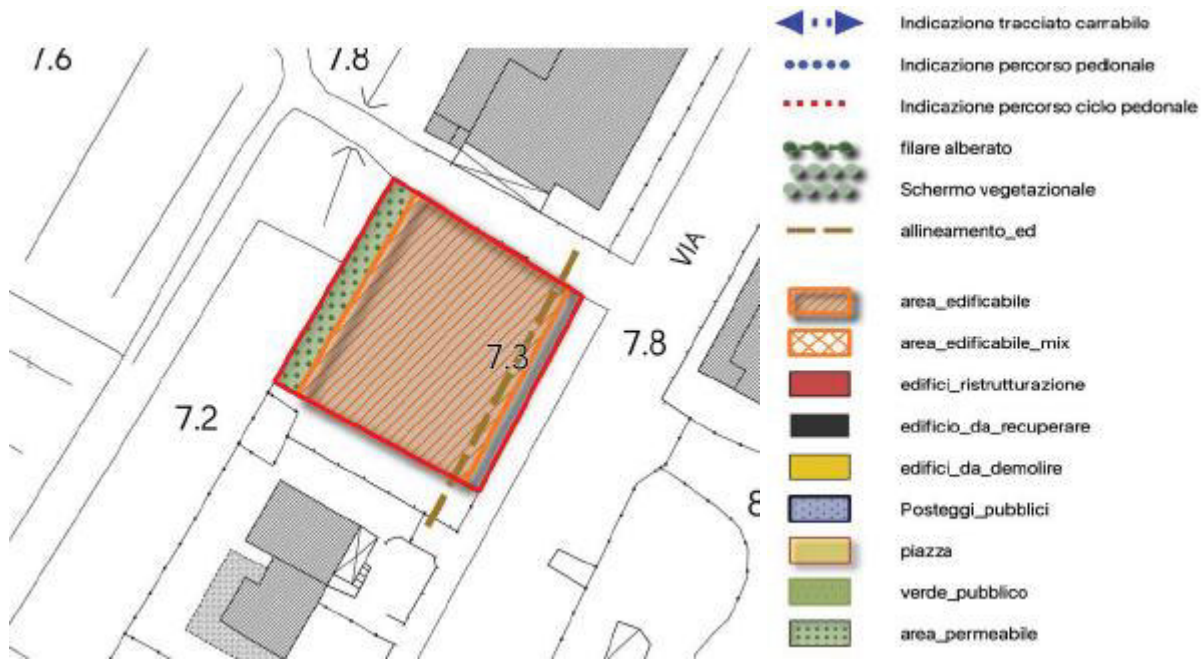 7.6
7.8
VIA
7.3
7.8
7.2
8
Indicazione tracciato carrabile
Indicazione percorso pedonale
Indicazione percorso ciclo pedonale
filare alberato
Schermo vegetazionale
allineamento_ed
area_edificabile
area_edificabile_mix
edifici_ristrutturazione
edificio_da_recuperare
edifici_da_demolire
Posteggi_pubblici
piazza
verde_pubblico
area_permeabile